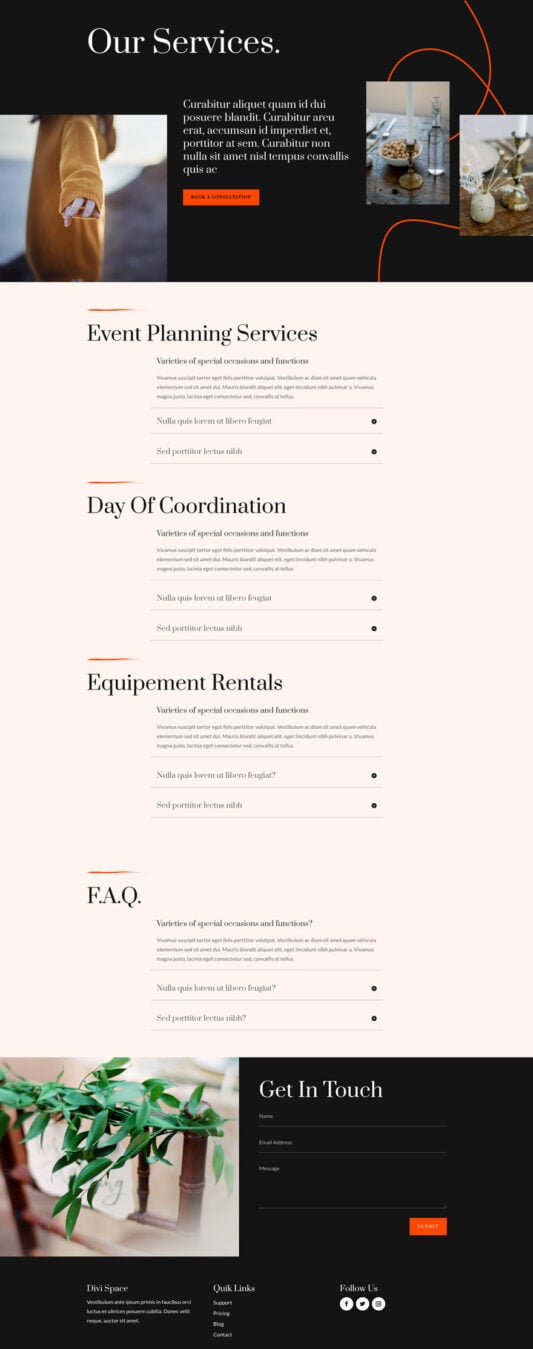 Our Services.
Curabitur aliquet quam id dui
posuere blandit. Curabitur arcu
erat, accumsan id imperdiet et,
porttitor at sem. Curabitur non
nulla sit amet nisl tempus convallis
quis ac
BOOK A CONSULTATION
Event Planning Services
Varieties of special occasions and functions
Vivamus suscipit tortor eget felis porttitor volutpat. Vestibulum ac diam sit amet quam vehicula
elementum sed sit amet dui. Mauris blandit aliquet elit, eget tincidunt nibh pulvinar a. Vivamus
magna justo, lacinia eget consectetur sed, convallis at tellus.
Nulla quis lorem ut libero feugiat
Sed porttitor lectus nibh
Day Of Coordination
Varieties of special occasions and functions
Vivamus suscipit tortor eget felis porttitor volutpat. Vestibulum ac diam sit amet quam vehicula
elementum sed sit amet dui. Mauris blandit aliquet elit, eget tincidunt nibh pulvinar a. Vivamus
magna justo, lacinia eget consectetur sed, convallis at tellus.
Nulla quis lorem ut libero feugiat
Sed porttitor lectus nibh
Equipement Rentals
Varieties of special occasions and functions
Vivamus suscipit tortor eget felis porttitor volutpat. Vestibulum ac diam sit amet quam vehicula
elementum sed sit amet dui. Mauris blandit aliquet elit, eget tincidunt nibh pulvinar a. Vivamus
magna justo, lacinia eget consectetur sed, convallis at tellus.
Nulla quis lorem ut libero feugiat?
Sed porttitor lectus nibh
F.A.Q.
Varieties of special occasions and functions?
Vivamus suscipit tortor eget felis porttitor volutpat. Vestibulum ac diam sit amet quam vehicula
elementum sed sit amet dui. Mauris blandit aliquet elit, eget tincidunt nibh pulvinar a. Vivamus
magna justo, lacinia eget consectetur sed, convallis at tellus.
Nulla quis lorem ut libero feugiat?
Sed porttitor lectus nibh?
Get In Touch
Name
Email Address
Message
SUBMIT
Divi Space
Vestibulum ante ipsum primis in faucibus orci
luctus et ultrices posuere cubilia. Donec velit
neque, auctor sit amet.
Quik Links
Support
Pricing
Blog
Contact
Follow Us